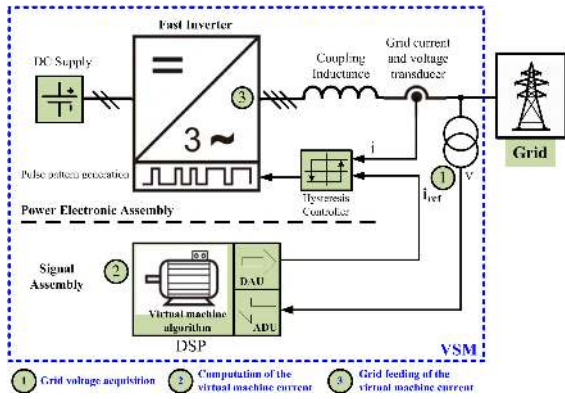 Fast Inverter
DC Supply
3 ~
3
Coupling
Inductance
Grid current
and voltage
transducer
Grid
Pulse pattern generation
i
1
v
Hysteresis
Controller
i ref
Power Electronic Assembly
Signal
Assembly
2
Virtual machine
algorithm
DAU
ADU
DSP
VSM
1 Grid voltage acquisition
2 Computation of the
virtual machine current
3 Grid feeding of the
virtual machine current